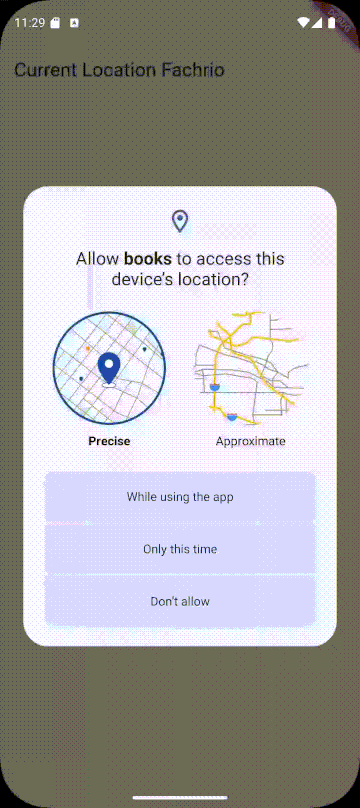 11:29
DEBUG
Current Location Fachrio
Allow books to access this
device's location?
Precise
Approximate
While using the app
Only this time
Don't allow